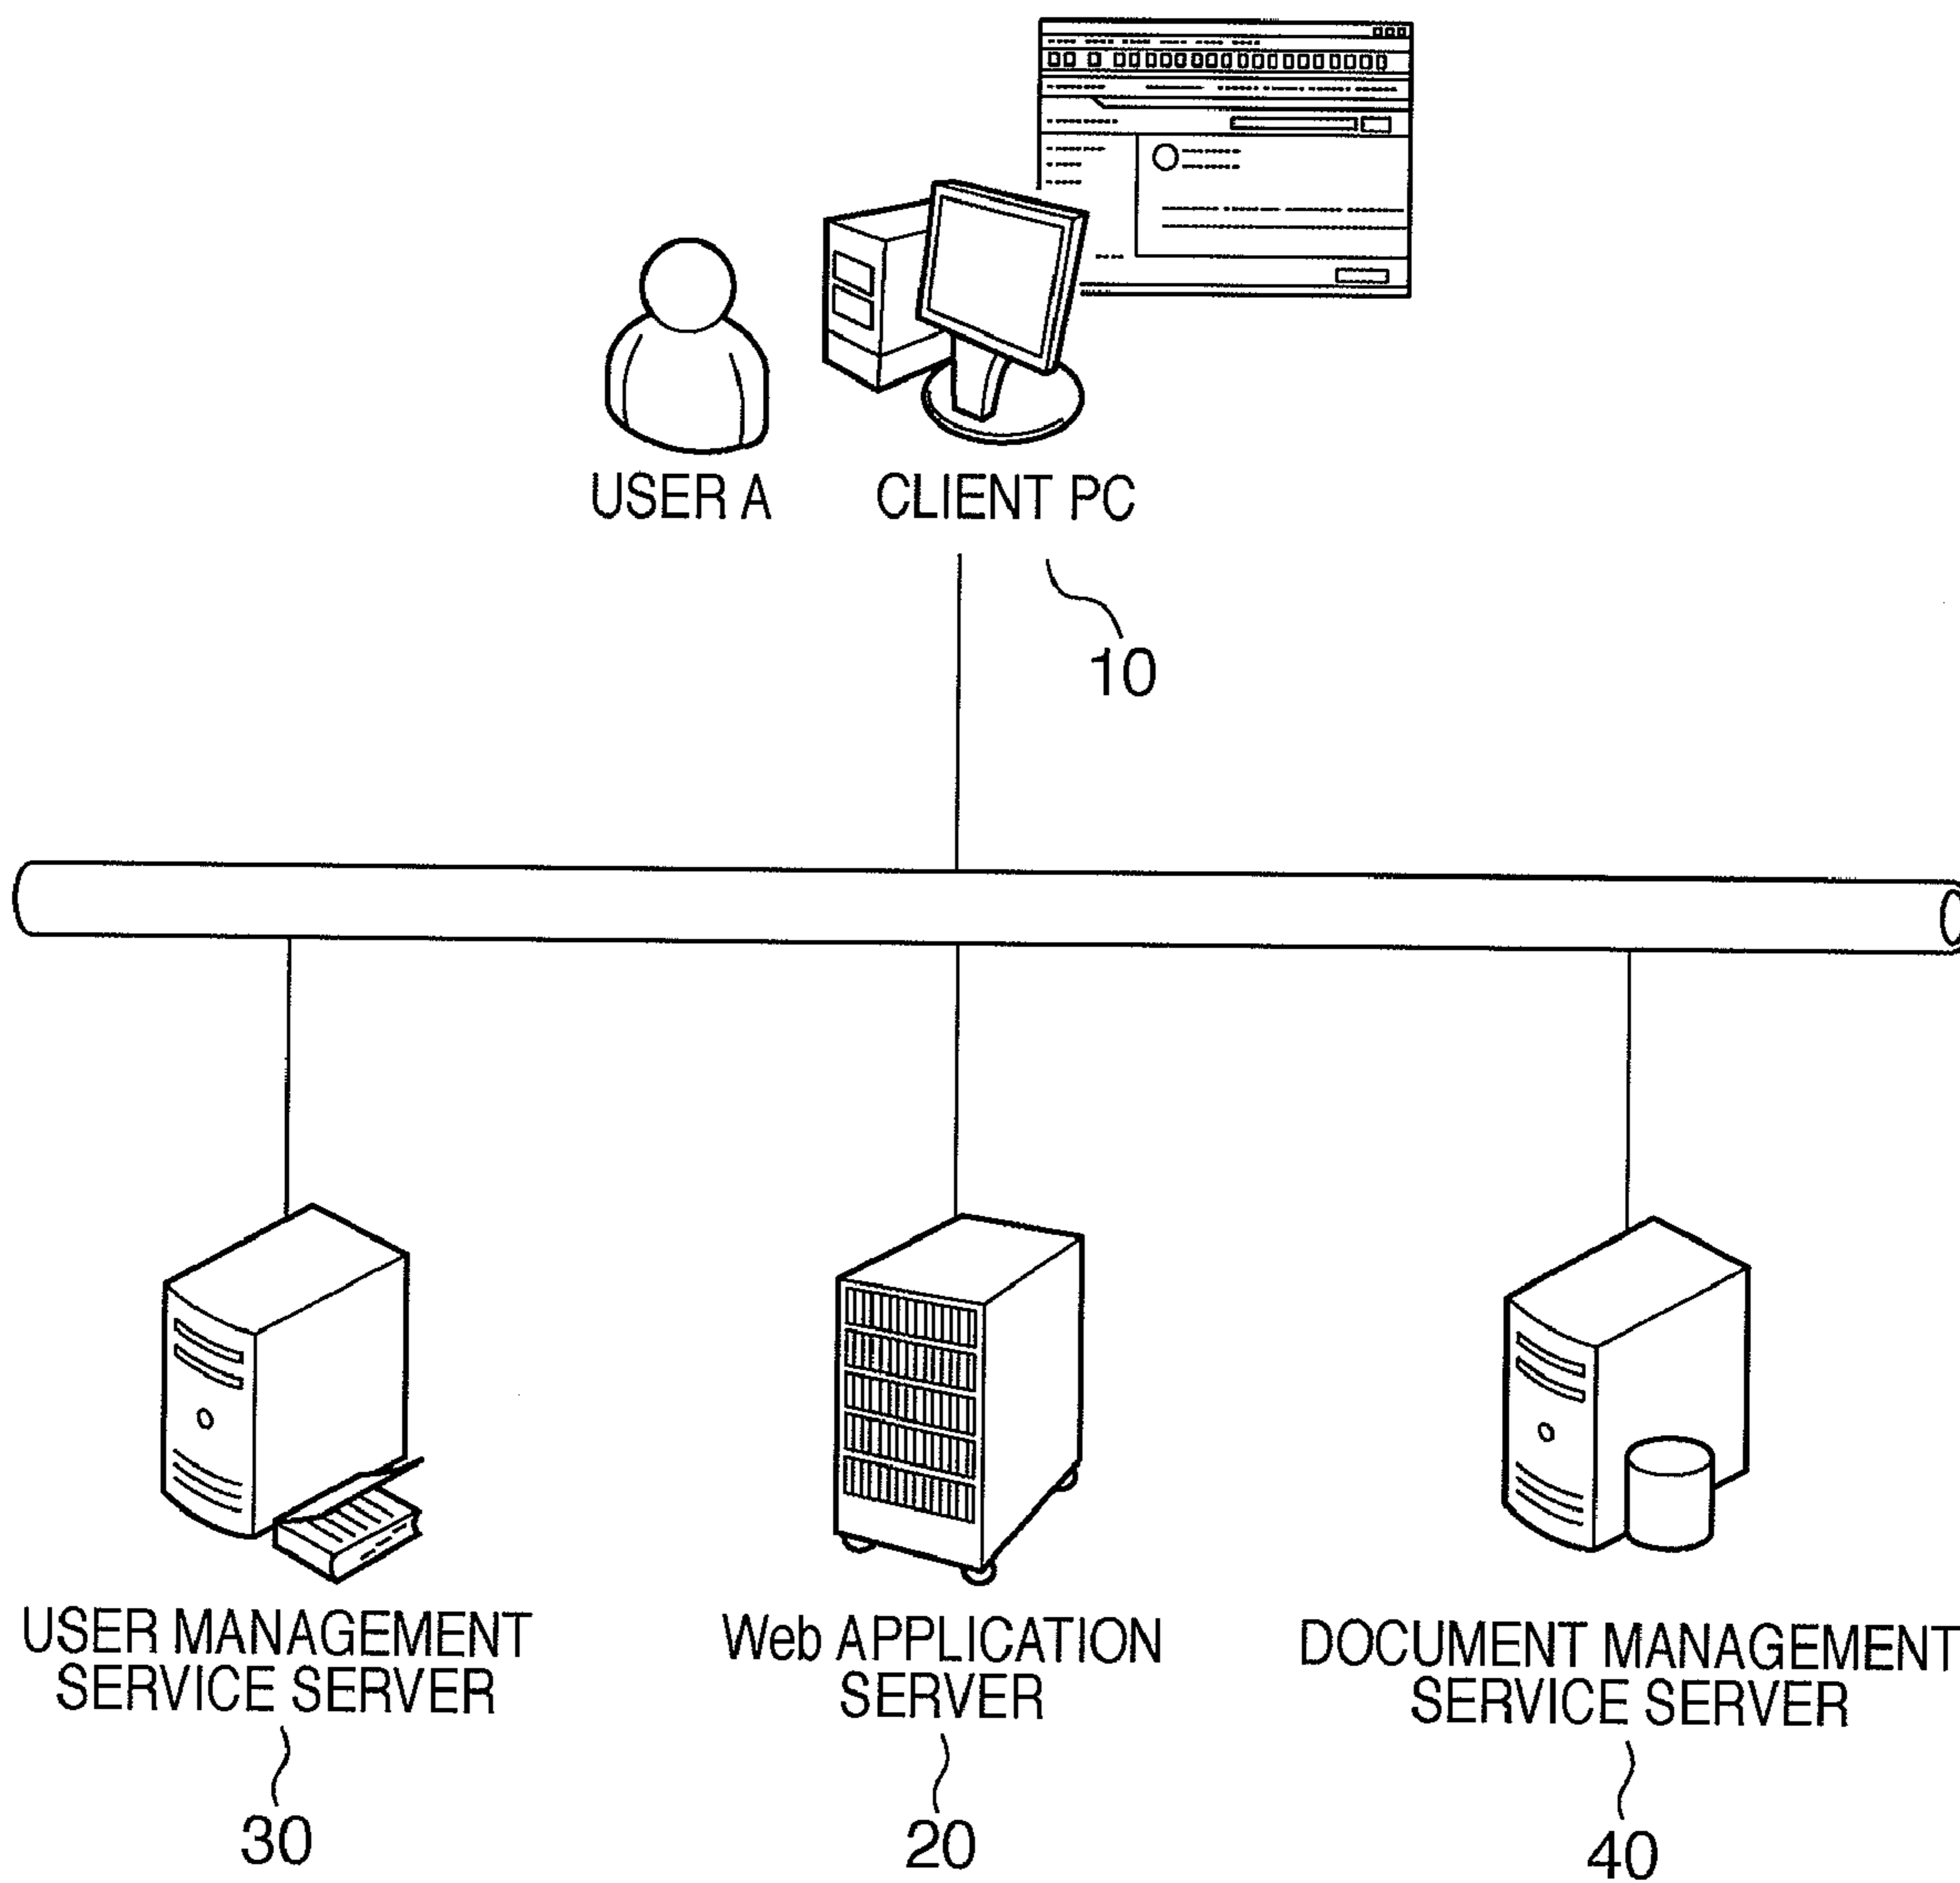 USER A
CLIENT PC
10
USER MANAGEMENT
SERVICE SERVER
30
Web APPLICATION
SERVER
20
DOCUMENT MANAGEMENT
SERVICE SERVER
40